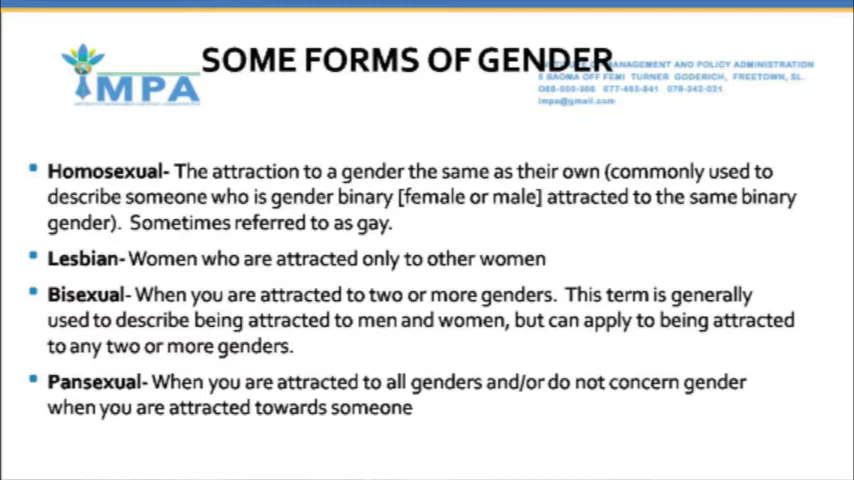 SOME FORMS OF GENDER
IMPA
MANAGEMENT AND POLICY ADMINISTRATION
5 BAOMA OFF FEMI TURNER GODERICH, FREETOWN, SL.
impa@gmail.com
Homosexual- The attraction to a gender the same as their own (commonly used to
describe someone who is gender binary [female or male] attracted to the same binary
gender). Sometimes referred to as gay.
Lesbian- Women who are attracted only to other women
Bisexual- When you are attracted to two or more genders. This term is generally
used to describe being attracted to men and women, but can apply to being attracted
to any two or more genders.
Pansexual- When you are attracted to all genders and/or do not concern gender
when you are attracted towards someone